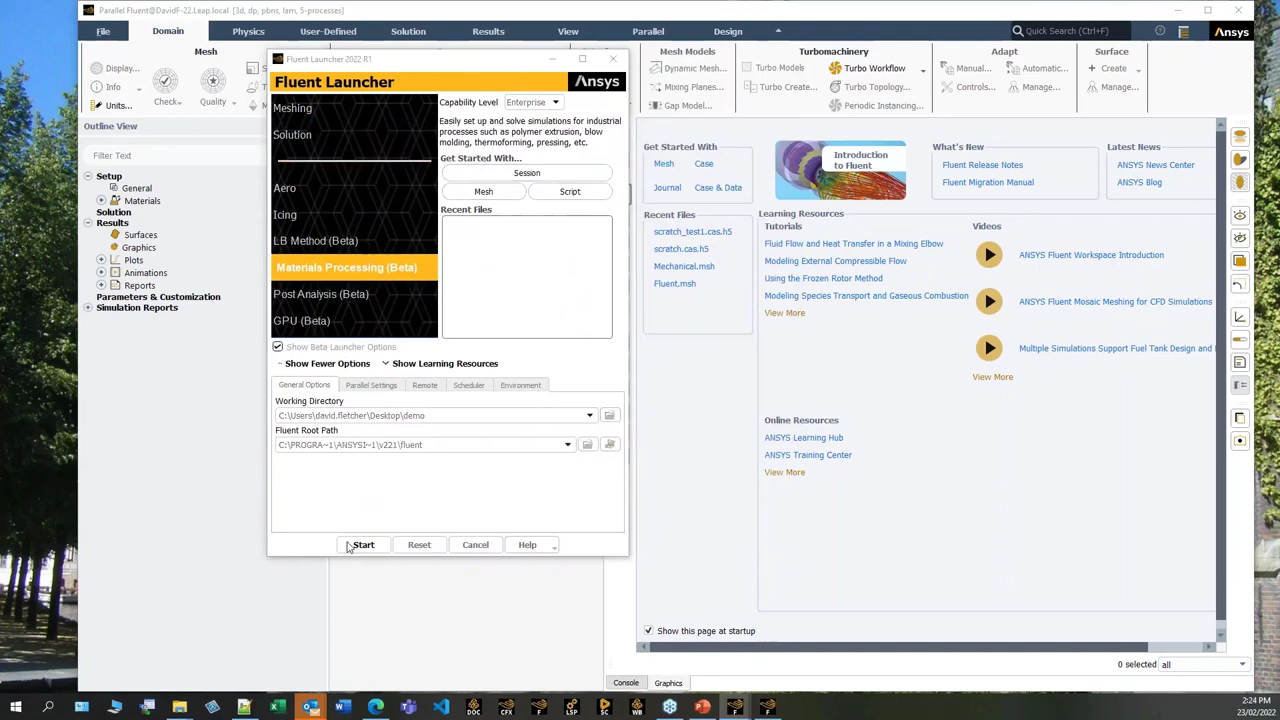 Parallel Fluent@DavidF-22.Leap.local [3d, dp, pbns, lam, 5-processes]
File Domain Physics User-Defined Solution Results View Parallel Design Quick Search (Ctrl+F) Ansys
Mesh
Display...
Info
Units...
Check
Quality
Mesh Models
Dynamic Mesh...
Mixing Planes...
Gap Model...
Turbomachinery
Turbo Models
Turbo Workflow
Turbo Create...
Turbo Topology...
Periodic Instancing...
Adapt
Manual...
Automatic...
Controls...
Manage...
Surface
Create
Manage...
Outline View
Filter Text
Setup
General
Materials
Solution
Results
Surfaces
Graphics
Plots
Animations
Reports
Parameters & Customization
Simulation Reports
Fluent Launcher 2022 R1
Fluent Launcher
Ansys
Meshing
Solution
Aero
Icing
LB Method (Beta)
Materials Processing (Beta)
Post Analysis (Beta)
GPU (Beta)
Capability Level Enterprise
Easily set up and solve simulations for industrial
processes such as polymer extrusion, blow
molding, thermoforming, pressing, etc.
Get Started With...
Session
Mesh Script
Recent Files
Show Beta Launcher Options
Show Fewer Options Show Learning Resources
General Options Parallel Settings Remote Scheduler Environment
Working Directory
C:\Users\david.fletcher\Desktop\demo
Fluent Root Path
C:\PROGRA~1\ANSYSI~1\v221\fluent
Start Reset Cancel Help
Get Started With
Mesh Case
Journal Case & Data
Introduction
to Fluent
What's New
Fluent Release Notes
Fluent Migration Manual
Latest News
ANSYS News Center
ANSYS Blog
Recent Files
scratch_test1.cas.h5
scratch.cas.h5
Mechanical.msh
Fluent.msh
Learning Resources
Tutorials
Fluid Flow and Heat Transfer in a Mixing Elbow
Modeling External Compressible Flow
Using the Frozen Rotor Method
Modeling Species Transport and Gaseous Combustion
View More
Videos
ANSYS Fluent Workspace Introduction
ANSYS Fluent Mosaic Meshing for CFD Simulations
Multiple Simulations Support Fuel Tank Design and
View More
Online Resources
ANSYS Learning Hub
ANSYS Training Center
View More
Show this page at startup
0 selected all
Console Graphics
DOC CFX F LSP SC WB F F
2:24 PM
23/02/2022